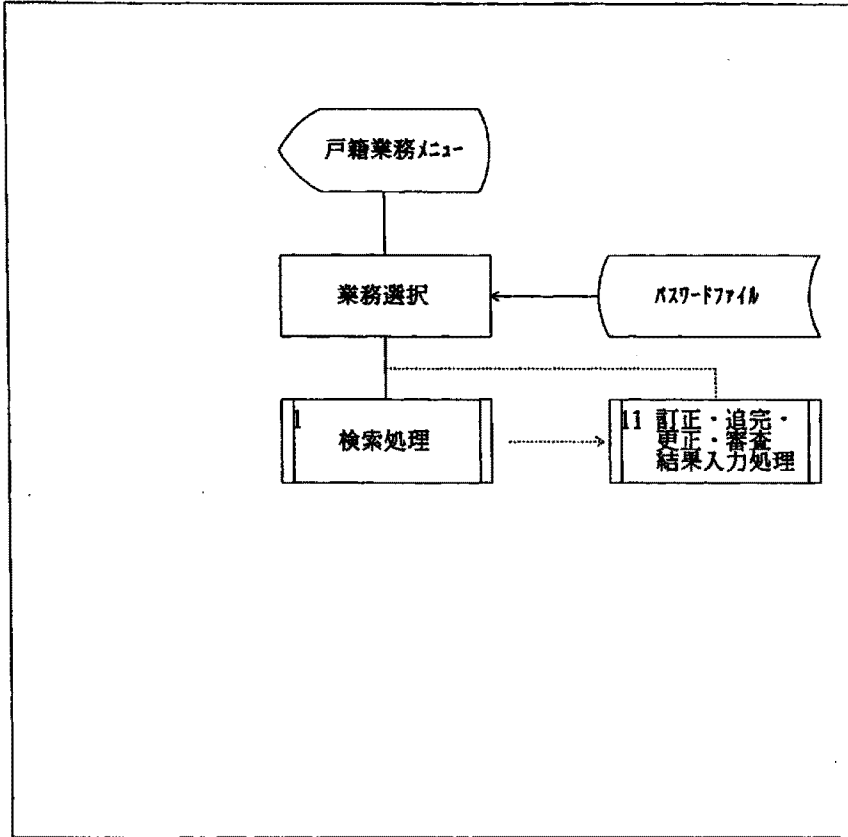 戸籍業務ﾒﾆｭｰ
業務選択
ﾊﾟｽﾜｰﾄﾞﾌｧｲﾙ
1
検索処理
11 訂正・追完・
更正・審査
結果入力処理